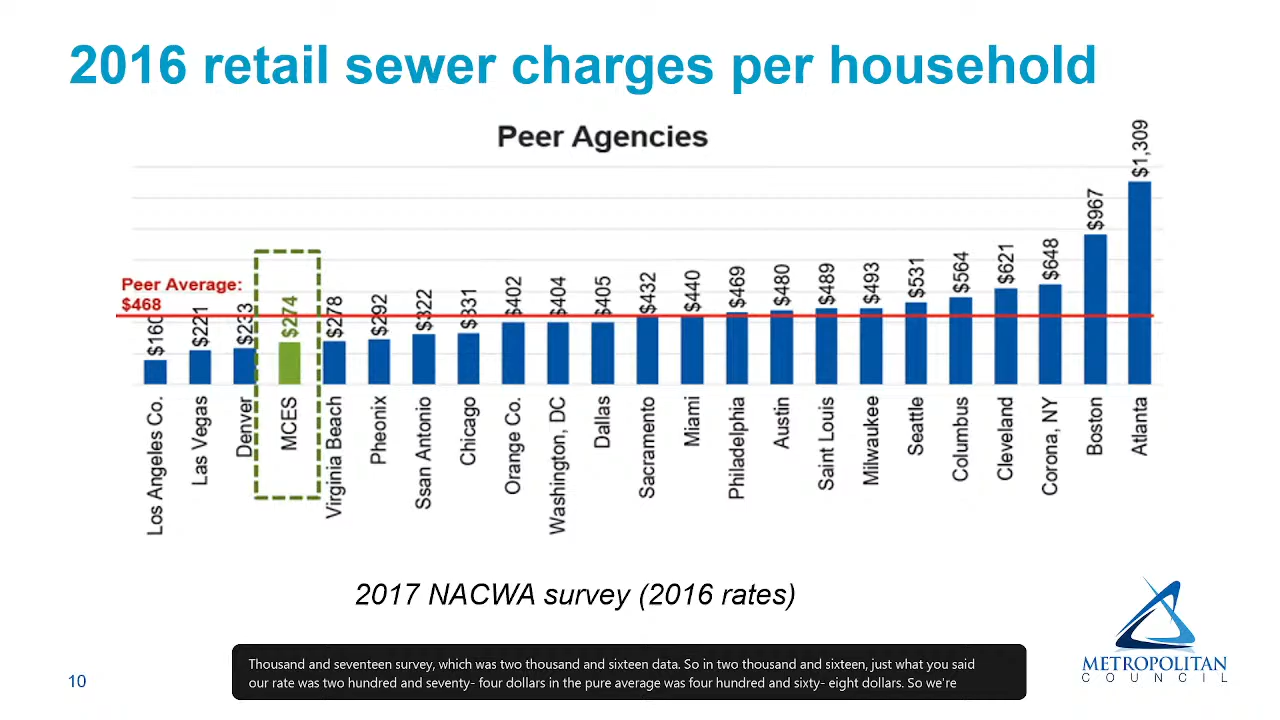 2016 retail sewer charges per household
Peer Agencies
Peer Average:
$468
$160
$221
$233
$274
$278
$292
$322
$331
$402
$404
$405
$432
$440
$469
$480
$489
$493
$531
$564
$621
$648
$967
$1,309
Los Angeles Co.
Las Vegas
Denver
MCES
Virginia Beach
Pheonix
Ssan Antonio
Chicago
Orange Co.
Washington, DC
Dallas
Sacramento
Miami
Philadelphia
Austin
Saint Louis
Milwaukee
Seattle
Columbus
Cleveland
Corona, NY
Boston
Atlanta
2017 NACWA survey (2016 rates)
Thousand and seventeen survey, which was two thousand and sixteen data. So in two thousand and sixteen, just what you said
our rate was two hundred and seventy- four dollars in the pure average was four hundred and sixty- eight dollars. So we're
10
METROPOLITAN
COUNCIL